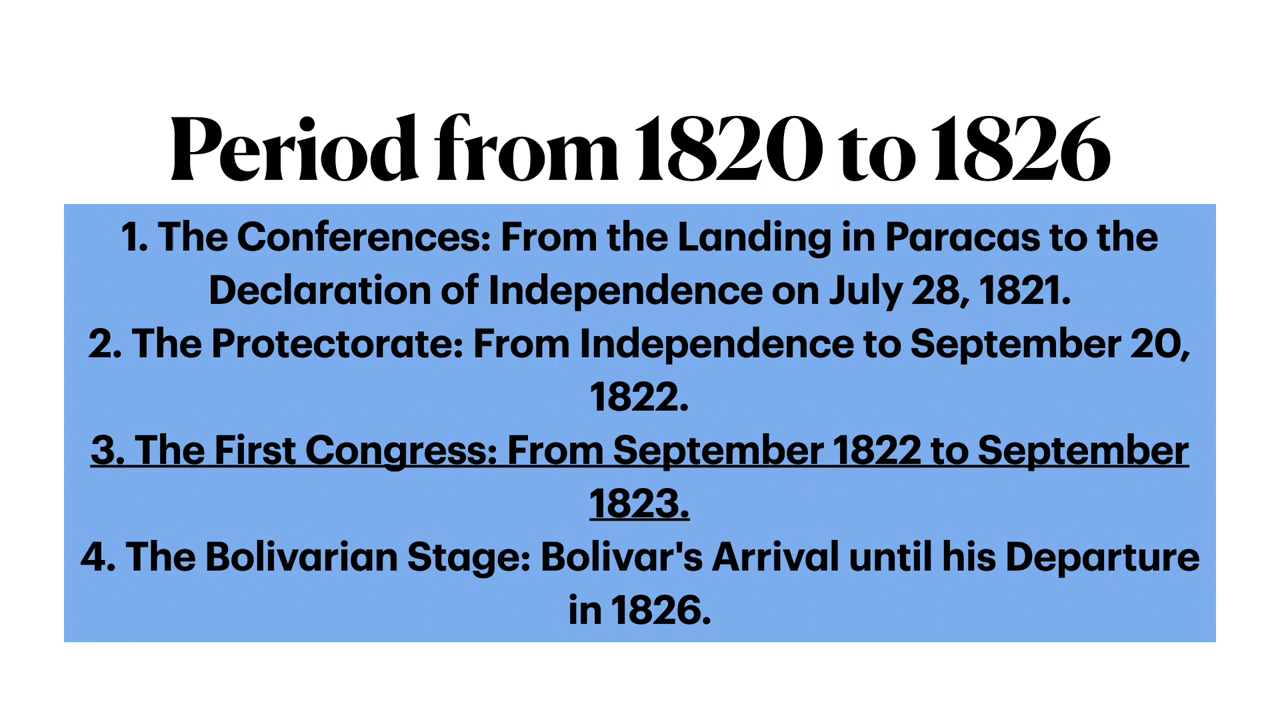 Period from 1820 to 1826
1. The Conferences: From the Landing in Paracas to the
Declaration of Independence on July 28, 1821.
2. The Protectorate: From Independence to September 20,
1822.
3. The First Congress: From September 1822 to September
1823.
4. The Bolivarian Stage: Bolivar's Arrival until his Departure
in 1826.